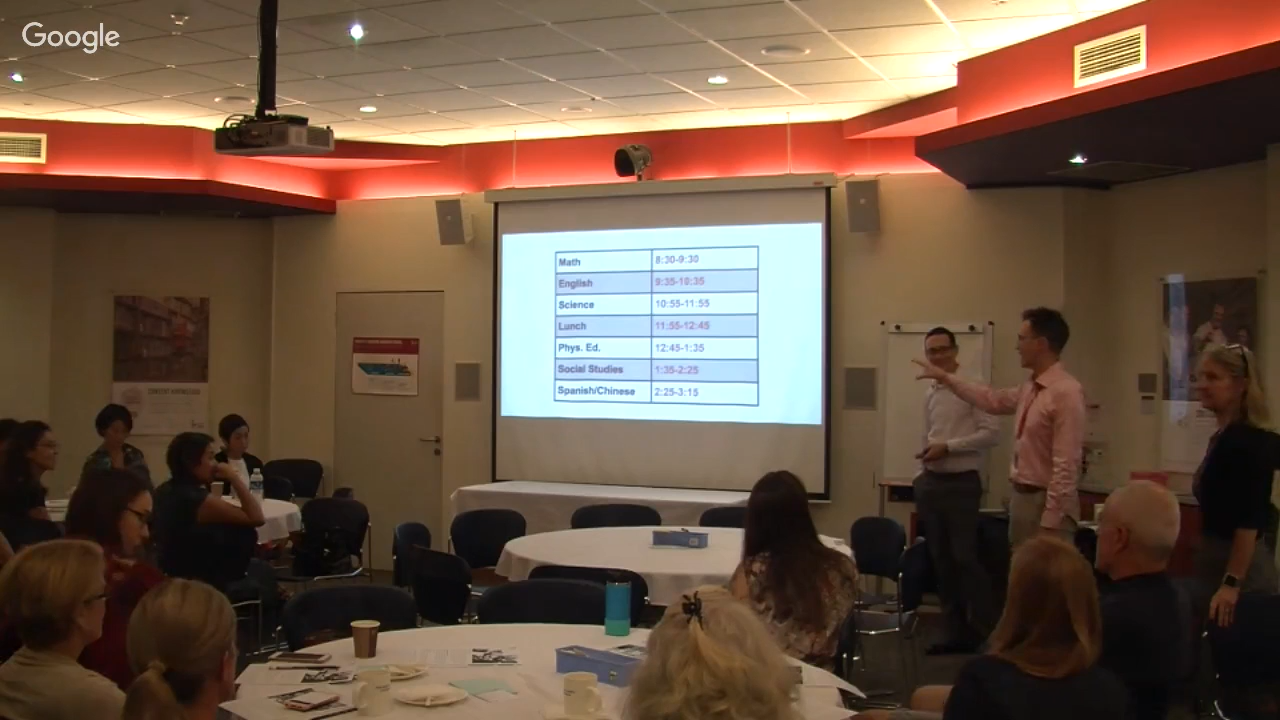 Google
Math 8:30-9:30
English 9:35-10:35
Science 10:55-11:55
Lunch 11:55-12:45
Phys. Ed. 12:45-1:35
Social Studies 1:35-2:25
Spanish/Chinese 2:25-3:15